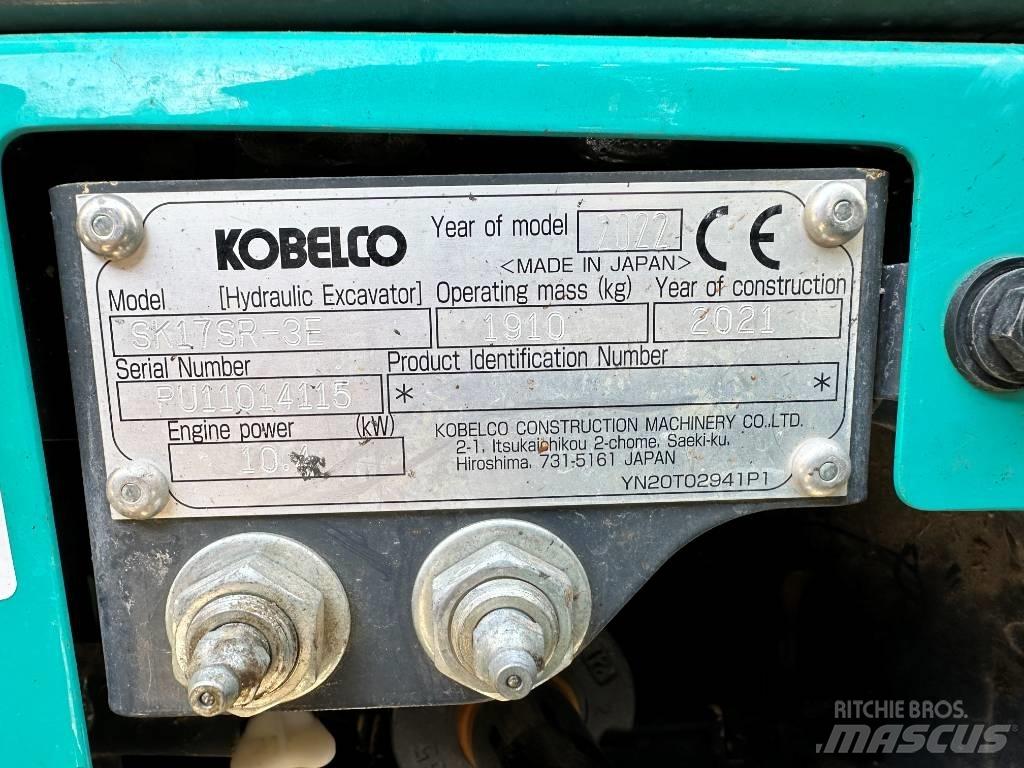 KOBELCO Year of model 2022 CE
<MADE IN JAPAN>
Model [Hydraulic Excavator] Operating mass (kg) Year of construction
SK17SR-3E 1910 2021
Serial Number Product Identification Number
PU11014115 * *
Engine power (kW)
10.
KOBELCO CONSTRUCTION MACHINERY CO.,LTD.
2-1, Itsukaichikou 2-chome, Saeki-ku,
Hiroshima, 731-5161 JAPAN
YN20T02941P1
RITCHIE BROS.
MASCUS